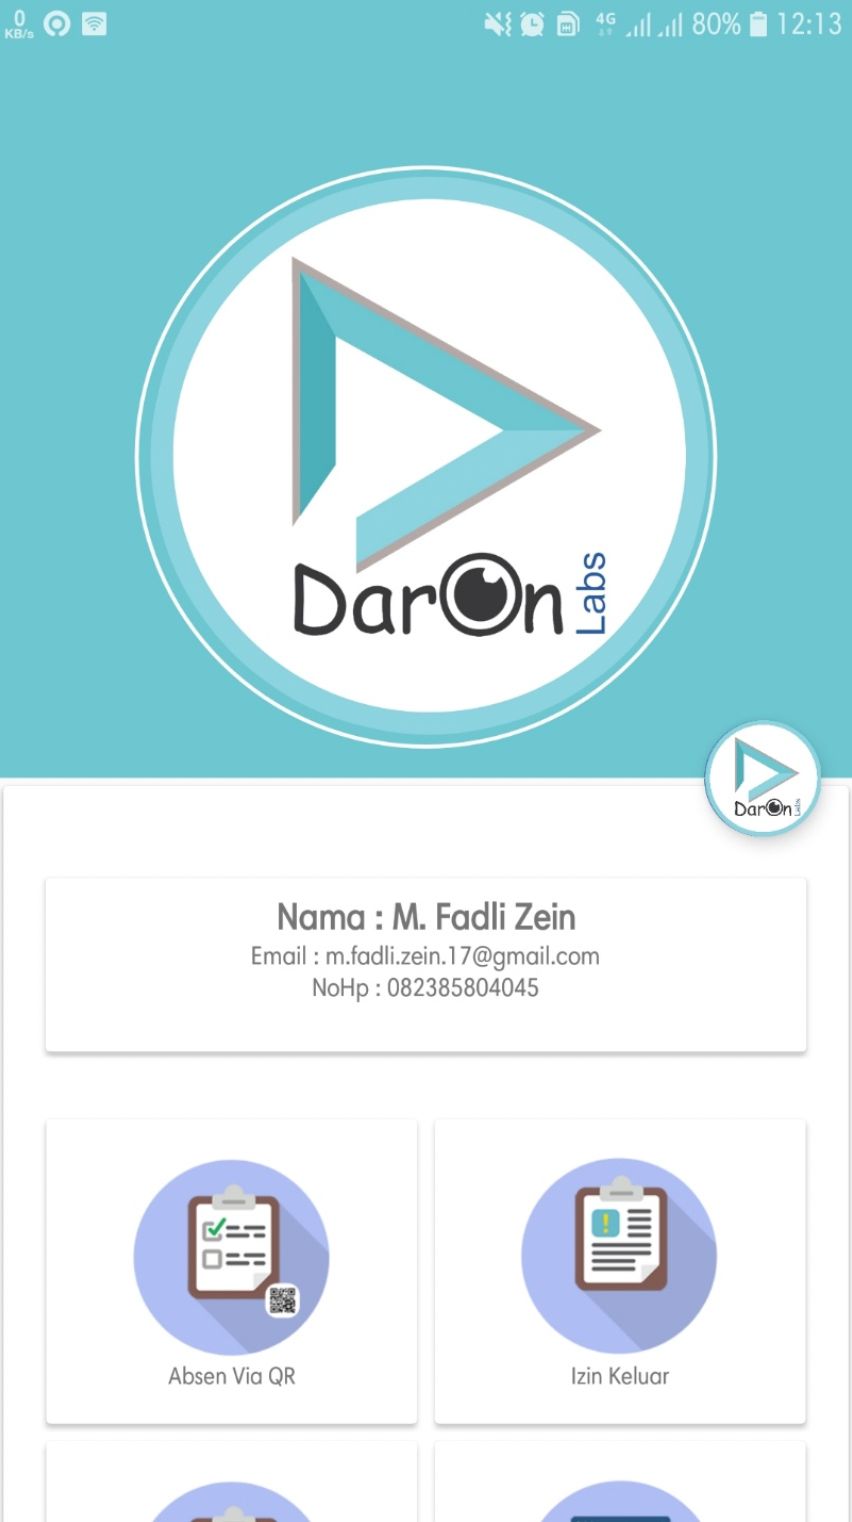 0
KB/s
4G
80%
12:13
DarOn
Labs
DarOn
Labs
Nama : M. Fadli Zein
Email : m.fadli.zein.17@gmail.com
NoHp : 082385804045
Absen Via QR
Izin Keluar